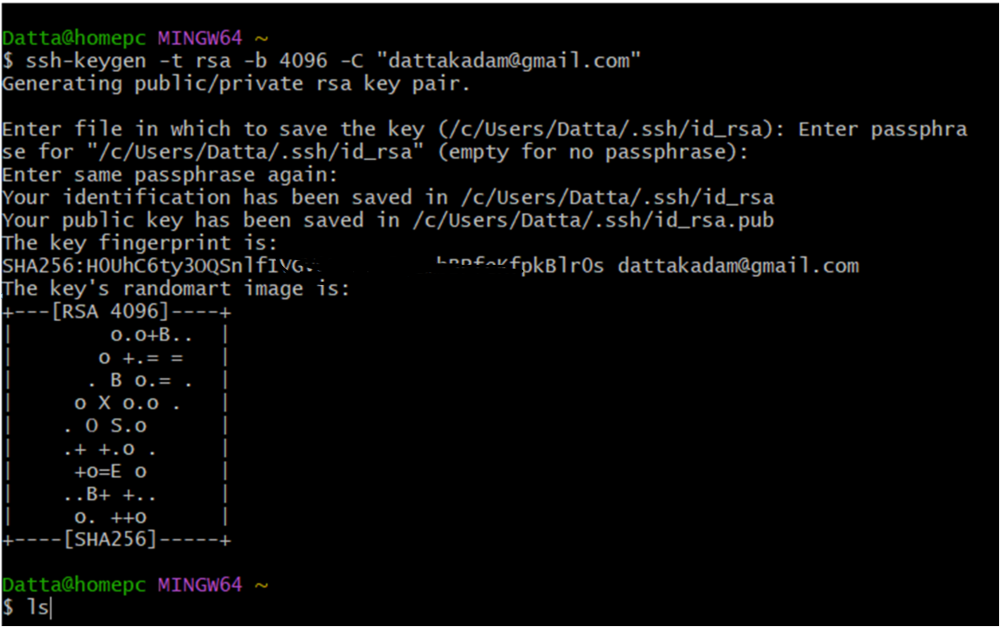 Datta@homepc MINGW64 ~
$ ssh-keygen -t rsa -b 4096 -C "dattakadam@gmail.com"
Generating public/private rsa key pair.
Enter file in which to save the key (/c/Users/Datta/.ssh/id_rsa): Enter passphra
se for "/c/Users/Datta/.ssh/id_rsa" (empty for no passphrase):
Enter same passphrase again:
Your identification has been saved in /c/Users/Datta/.ssh/id_rsa
Your public key has been saved in /c/Users/Datta/.ssh/id_rsa.pub
The key fingerprint is:
dattakadam@gmail.com
The key's randomart image is:
+---[RSA 4096]----+
|        o.o+B..  |
|       o +.= =   |
|      . B o.= .  |
|     o X o.o .   |
|    . O S.o      |
|    .+ +.o .     |
|     +o=E o      |
|    ..B+ +..     |
|     o. ++o      |
+----[SHA256]-----+
Datta@homepc MINGW64 ~
$ ls